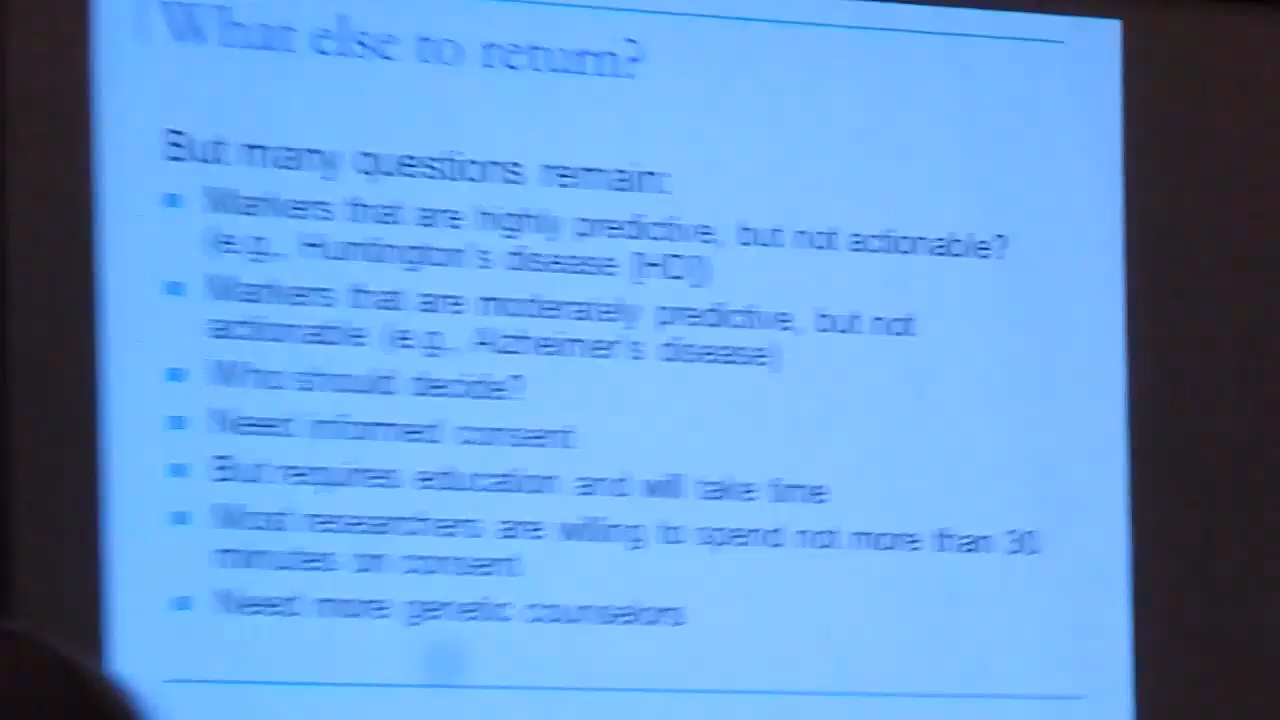 What else to return?
But many questions remain:
Markers that are highly predictive, but not actionable?
(e.g., Huntington's disease [HD])
Markers that are moderately predictive, but not
actionable (e.g., Alzheimer's disease)
Who should decide?
Need informed consent
But requires education and will take time
Most researchers are willing to spend not more than 30
minutes on consent
Need more genetic counselors